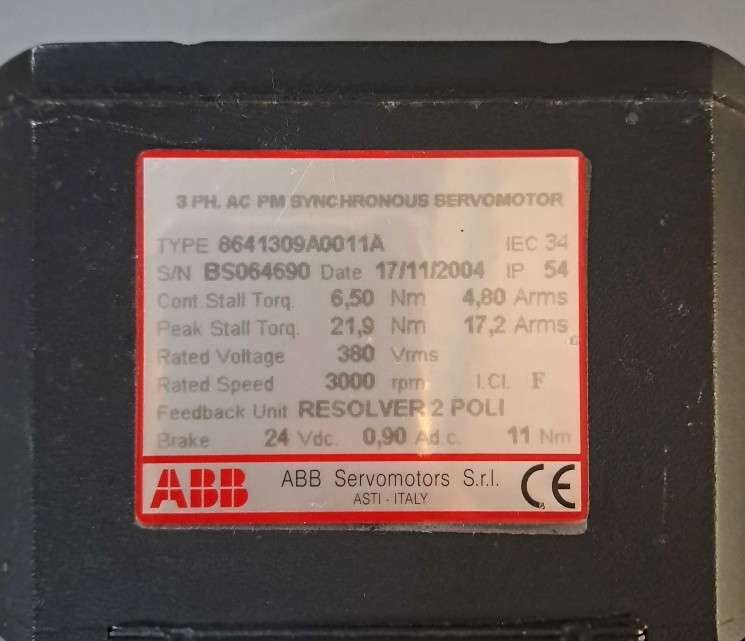 3 PH. AC PM SYNCHRONOUS SERVOMOTOR
TYPE 8641309A0011A IEC 34
S/N BS064690 Date 17/11/2004 IP 54
Cont.Stall Torq. 6,50 Nm 4,80 Arms
Peak Stall Torq. 21,9 Nm 17,2 Arms
Rated Voltage 380 Vrms
Rated Speed 3000 rpm I.Cl. F
Feedback Unit RESOLVER 2 POLI
Brake 24 Vdc. 0,90 Ad.c. 11 Nm
ABB ABB Servomotors S.r.l. CE
ASTI - ITALY